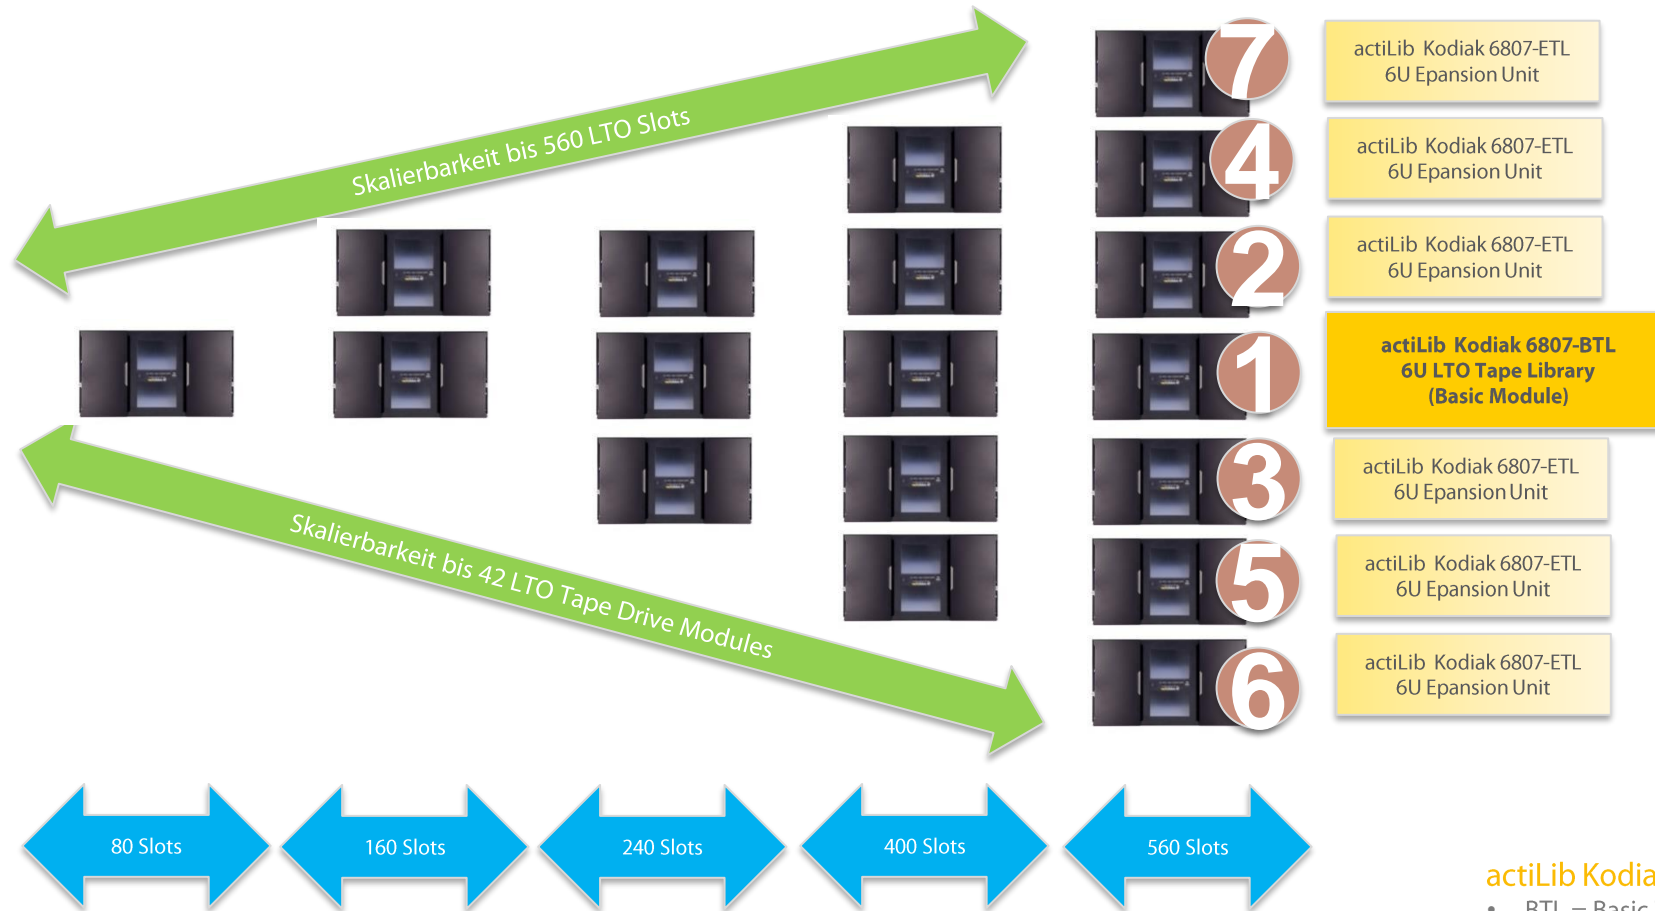 Skalierbarkeit bis 560 LTO Slots
7
actiLib Kodiak 6807-ETL
6U Epansion Unit
4
actiLib Kodiak 6807-ETL
6U Epansion Unit
2
actiLib Kodiak 6807-ETL
6U Epansion Unit
1
actiLib Kodiak 6807-BTL
6U LTO Tape Library
(Basic Module)
3
actiLib Kodiak 6807-ETL
6U Epansion Unit
5
actiLib Kodiak 6807-ETL
6U Epansion Unit
6
actiLib Kodiak 6807-ETL
6U Epansion Unit
Skalierbarkeit bis 42 LTO Tape Drive Modules
80 Slots
160 Slots
240 Slots
400 Slots
560 Slots
actiLib Kodia
• BTL = Basic